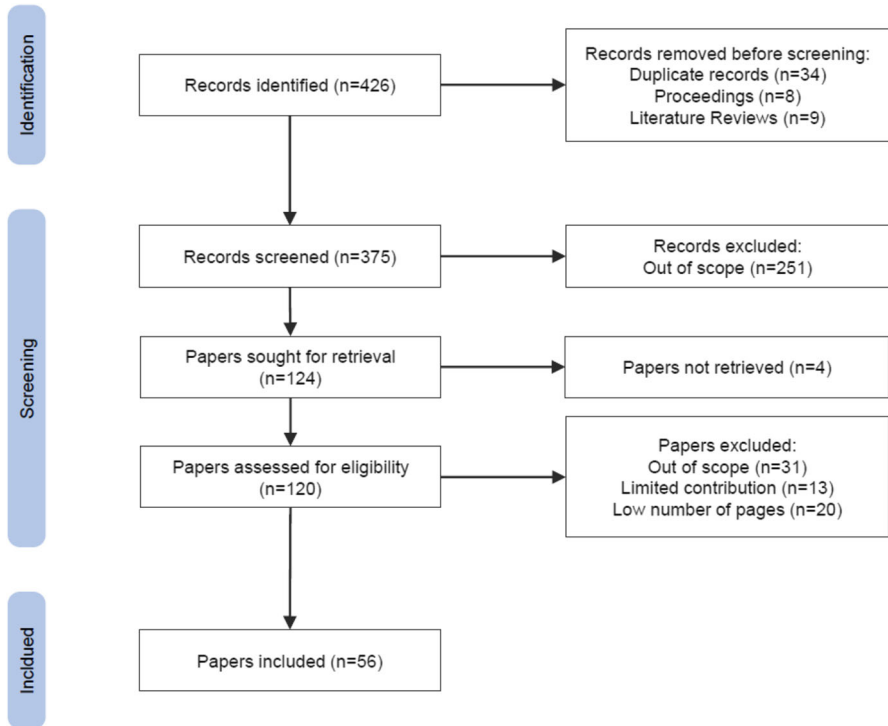 Identification
Records identified (n=426)
Records removed before screening:
Duplicate records (n=34)
Proceedings (n=8)
Literature Reviews (n=9)
Screening
Records screened (n=375)
Records excluded:
Out of scope (n=251)
Papers sought for retrieval
(n=124)
Papers not retrieved (n=4)
Papers assessed for eligibility
(n=120)
Papers excluded:
Out of scope (n=31)
Limited contribution (n=13)
Low number of pages (n=20)
Incldued
Papers included (n=56)